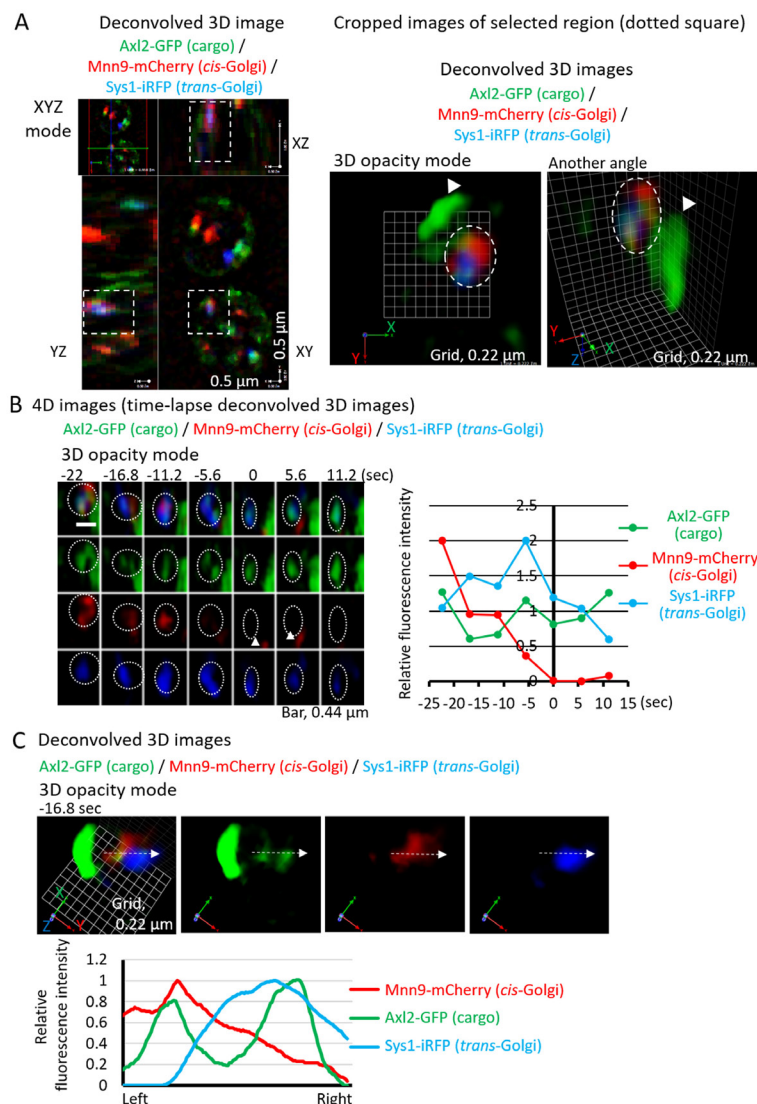 A
Deconvolved 3D image
Axl2-GFP (cargo) /
Mnn9-mCherry (cis-Golgi) /
Sys1-iRFP (trans-Golgi)
XYZ
mode
XZ
YZ
XY
0.5 μm
0.5 μm
Cropped images of selected region (dotted square)
Deconvolved 3D images
Axl2-GFP (cargo) /
Mnn9-mCherry (cis-Golgi) /
Sys1-iRFP (trans-Golgi)
3D opacity mode
Another angle
X
Y
Grid, 0.22 μm
Y
Z
X
Grid, 0.22 μm
B
4D images (time-lapse deconvolved 3D images)
Axl2-GFP (cargo) / Mnn9-mCherry (cis-Golgi) / Sys1-iRFP (trans-Golgi)
3D opacity mode
-22 -16.8 -11.2 -5.6 0 5.6 11.2 (sec)
Bar, 0.44 μm
Relative fluorescence intensity
2.5
2
1.5
1
0.5
0
-25 -20 -15 -10 -5 0 5 10 15 (sec)
Axl2-GFP
(cargo)
Mnn9-mCherry
(cis-Golgi)
Sys1-iRFP
(trans-Golgi)
C
Deconvolved 3D images
Axl2-GFP (cargo) / Mnn9-mCherry (cis-Golgi) / Sys1-iRFP (trans-Golgi)
3D opacity mode
-16.8 sec
X
Z
Y
Grid,
0.22 μm
Relative
fluorescence intensity
1.2
1
0.8
0.6
0.4
0.2
0
Left Right
Mnn9-mCherry (cis-Golgi)
Axl2-GFP (cargo)
Sys1-iRFP (trans-Golgi)